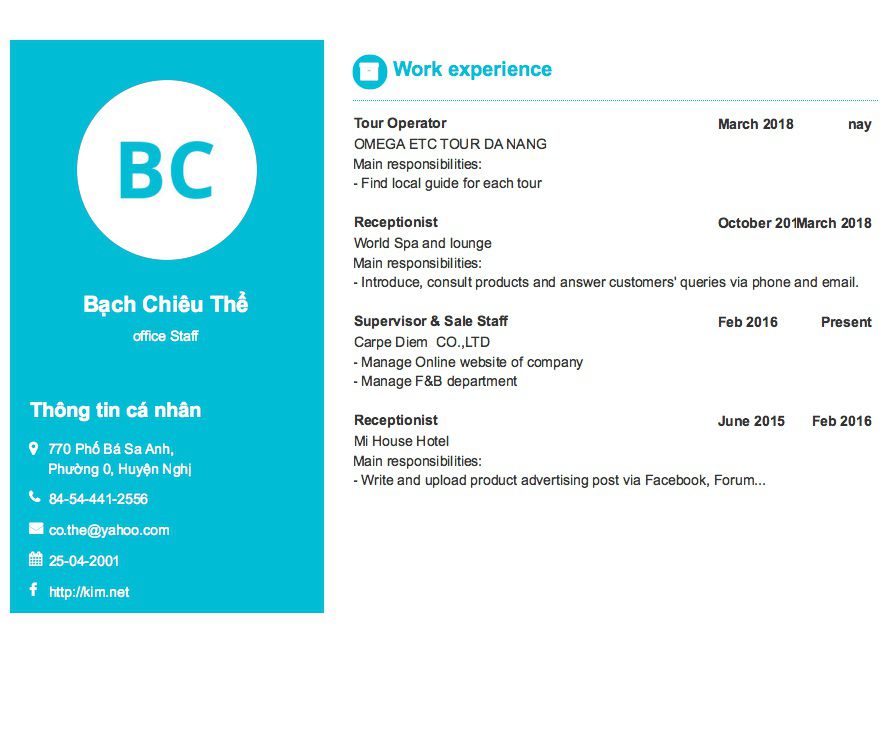 BC
Bạch Chiêu Thể
office Staff
Thông tin cá nhân
770 Phố Bá Sa Anh,
Phường 0, Huyện Nghị
84-54-441-2556
co.the@yahoo.com
25-04-2001
http://kim.net
Work experience
Tour Operator March 2018 nay
OMEGA ETC TOUR DA NANG
Main responsibilities:
- Find local guide for each tour
Receptionist October March 2018
World Spa and lounge
Main responsibilities:
- Introduce, consult products and answer customers' queries via phone and email.
Supervisor & Sale Staff Feb 2016 Present
Carpe Diem CO.,LTD
- Manage Online website of company
- Manage F&B department
Receptionist June 2015 Feb 2016
Mi House Hotel
Main responsibilities:
- Write and upload product advertising post via Facebook, Forum...